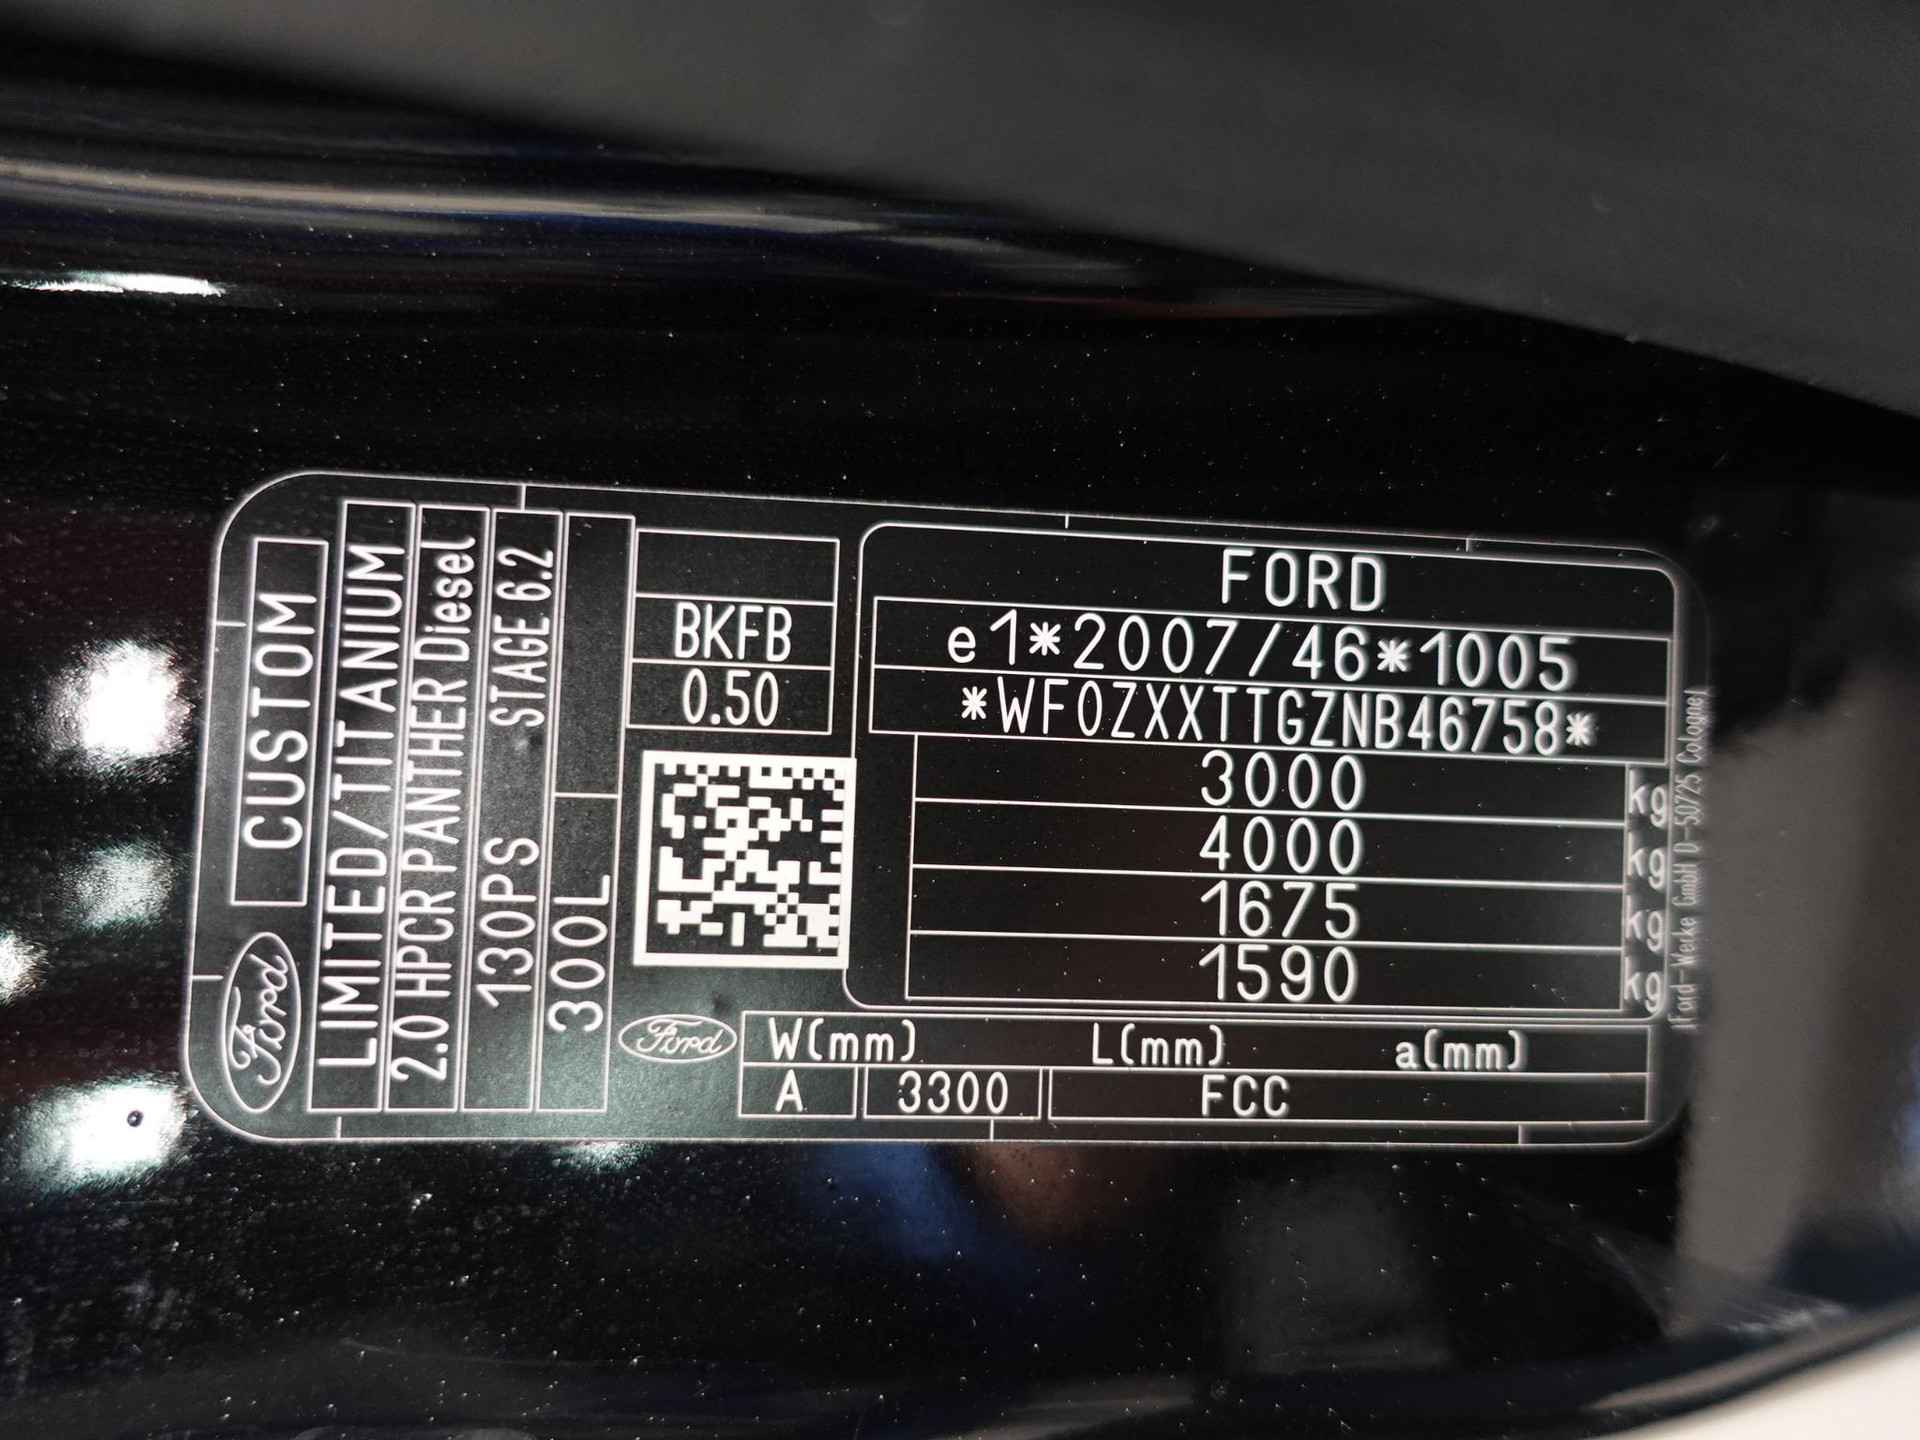 Ford
CUSTOM
LIMITED/TITANIUM
2.0 HPCR PANTHER Diesel
130PS STAGE 6.2
300L
BKFB
0.50
FORD
e1*2007/46*1005
*WF0ZXXTTGZNB46758*
3000 kg
4000 kg
1675 kg
1590 kg
Ford
W(mm) L(mm) a(mm)
A 3300 FCC
Ford-Werke GmbH D-50725 Cologne